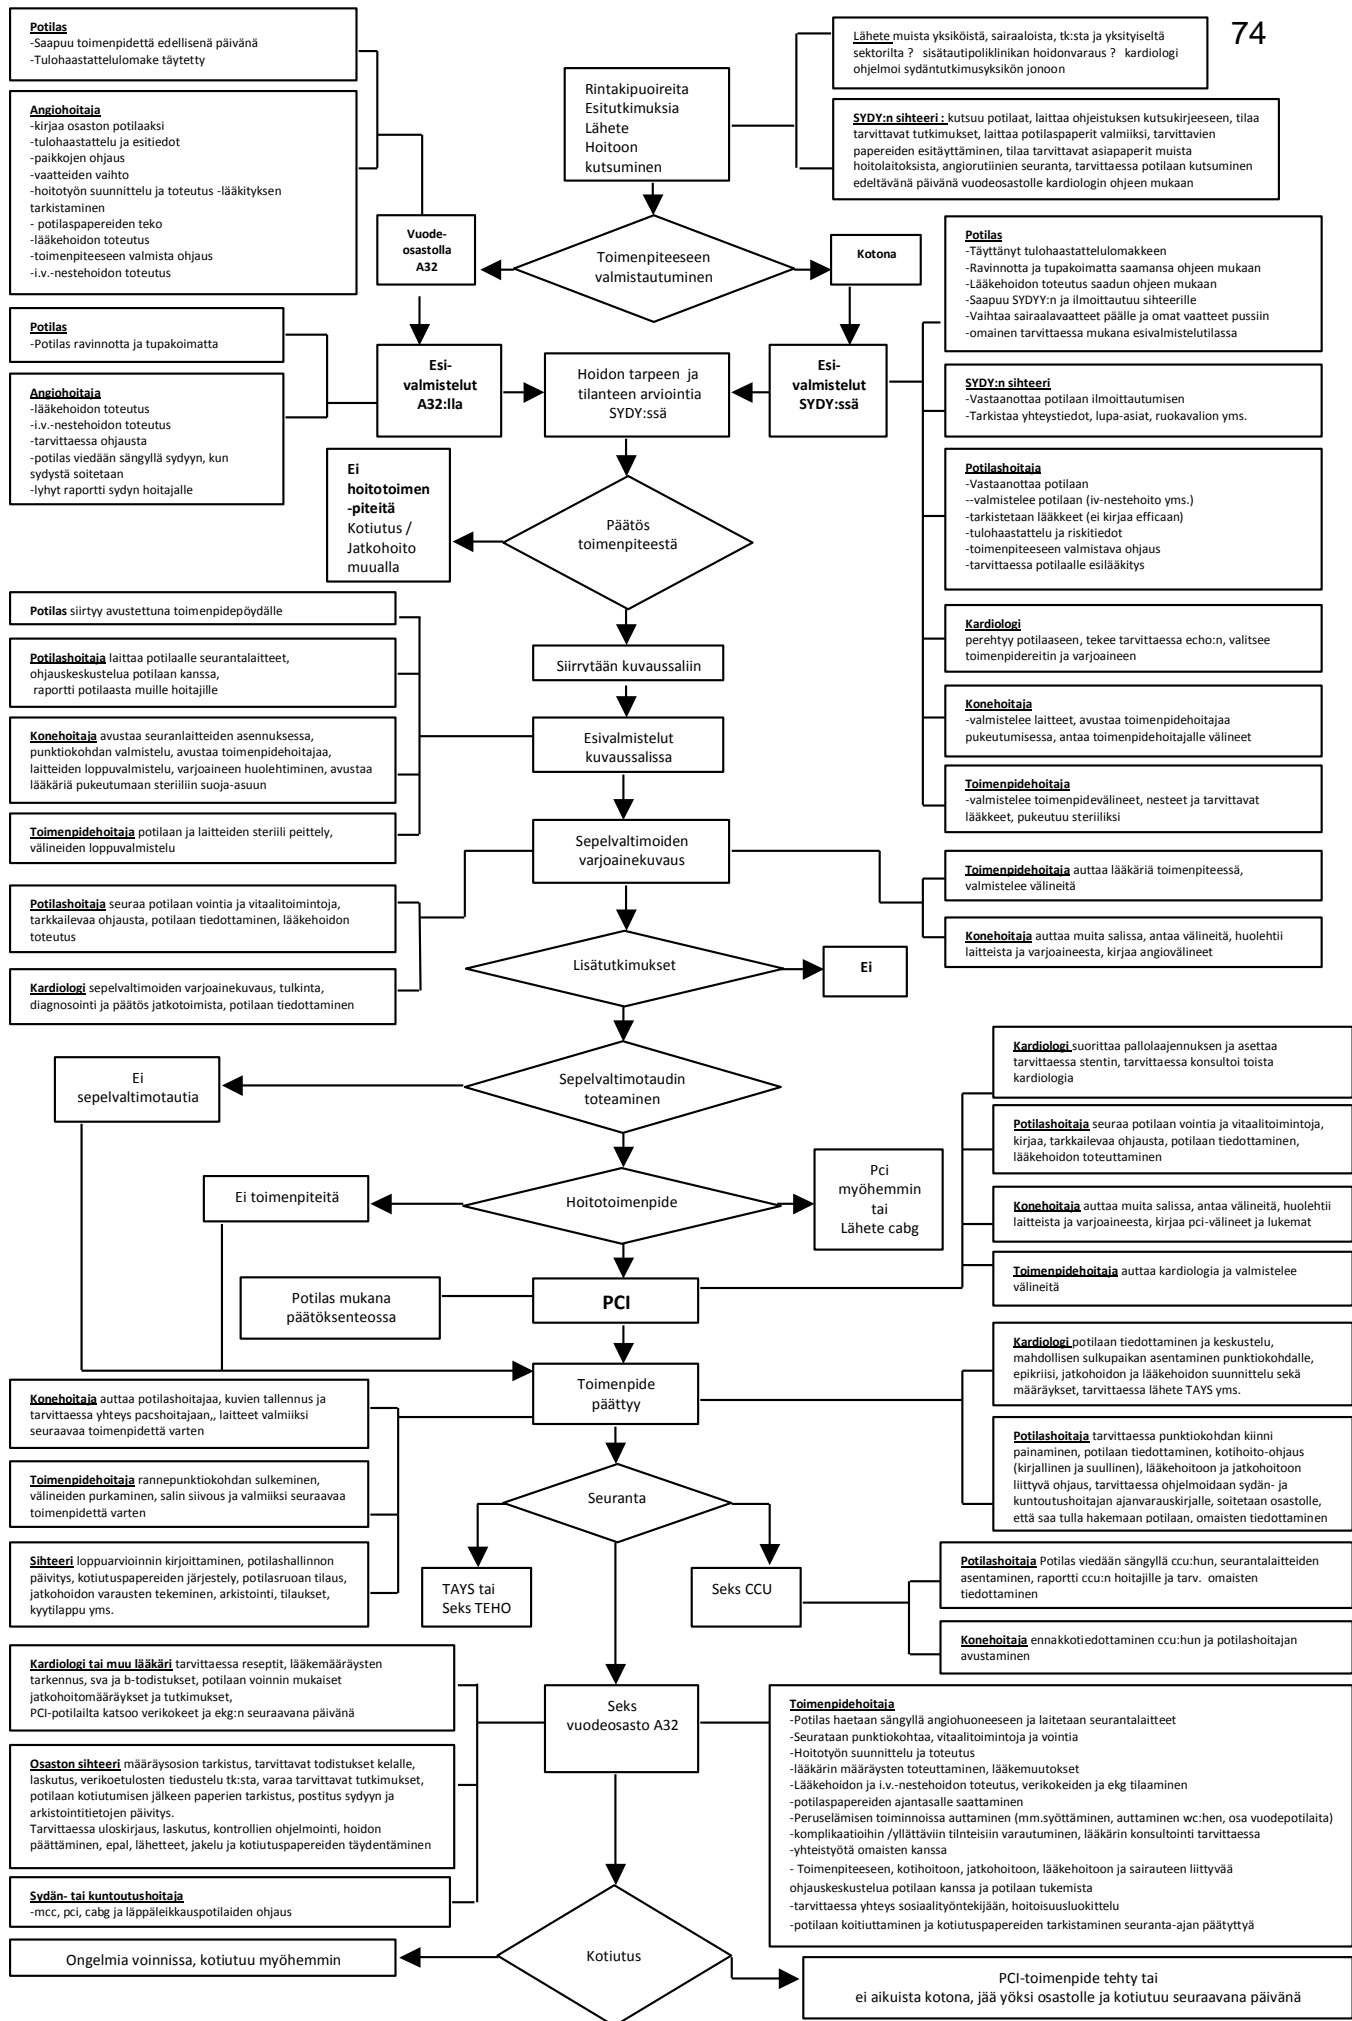 74
Potilas
-Saapuu toimenpidettä edellisenä päivänä
-Tulohaastattelulomake täytetty
Lähete muista yksiköistä, sairaaloista, tk:sta ja yksityiseltä
sektorilta ?   sisätautipoliklinikan hoidonvaraus ?   kardiologi
ohjelmoi sydäntutkimusyksikön jonoon
Rintakipuoireita
Esitutkimuksia
Lähete
Hoitoon
kutsuminen
Angiohoitaja
-kirjaa osaston potilaaksi
-tulohaastattelu ja esitiedot
-paikkojen ohjaus
-vaatteiden vaihto
-hoitotyön suunnittelu ja toteutus -lääkityksen
tarkistaminen
- potilaspapereiden teko
-lääkehoidon toteutus
-toimenpiteeseen valmista ohjaus
-i.v.-nestehoidon toteutus
SYDY:n sihteeri : kutsuu potilaat, laittaa ohjeistuksen kutsukirjeeseen, tilaa
tarvittavat tutkimukset, laittaa potilaspaperit valmiiksi, tarvittavien
papereiden esitäyttäminen, tilaa tarvittavat asiapaperit muista
hoitolaitoksista, angiorutiinien seuranta, tarvittaessa potilaan kutsuminen
edeltävänä päivänä vuodeosastolle kardiologin ohjeen mukaan
Vuode-
osastolla
A32
Toimenpiteeseen
valmistautuminen
Kotona
Potilas
-Täyttänyt tulohaastattelulomakkeen
-Ravinnotta ja tupakoimatta saamansa ohjeen mukaan
-Lääkehoidon toteutus saadun ohjeen mukaan
-Saapuu SYDYY:n ja ilmoittautuu sihteerille
-Vaihtaa sairaalavaatteet päälle ja omat vaatteet pussiin
-omainen tarvittaessa mukana esivalmistelutilassa
Potilas
-Potilas ravinnotta ja tupakoimatta
Esi-
valmistelut
A32:lla
Hoidon tarpeen ja
tilanteen arviointia
SYDY:ssä
Esi-
valmistelut
SYDY:ssä
SYDY:n sihteeri
-Vastaanottaa potilaan ilmoittautumisen
-Tarkistaa yhteystiedot, lupa-asiat, ruokavalion yms.
Angiohoitaja
-lääkehoidon toteutus
-i.v.-nestehoidon toteutus
-tarvittaessa ohjausta
-potilas viedään sängyllä sydyyn, kun
sydystä soitetaan
-lyhyt raportti sydyn hoitajalle
Ei
hoitotoimen
-piteitä
Kotiutus /
Jatkohoito
muualla
Päätös
toimenpiteestä
Potilashoitaja
-Vastaanottaa potilaan
--valmistelee potilaan (iv-nestehoito yms.)
-tarkistetaan lääkkeet (ei kirjaa efficaan)
-tulohaastattelu ja riskitiedot
-toimenpiteeseen valmistava ohjaus
-tarvittaessa potilaalle esilääkitys
Potilas siirtyy avustettuna toimenpidepöydälle
Kardiologi
perehtyy potilaaseen, tekee tarvittaessa echo:n, valitsee
toimenpidereitin ja varjoaineen
Potilashoitaja laittaa potilaalle seurantalaitteet,
ohjauskeskustelua potilaan kanssa,
raportti potilaasta muille hoitajille
Siirrytään kuvaussaliin
Konehoitaja
-valmistelee laitteet, avustaa toimenpidehoitajaa
pukeutumisessa, antaa toimenpidehoitajalle välineet
Konehoitaja avustaa seuranlaitteiden asennuksessa,
punktiokohdan valmistelu, avustaa toimenpidehoitajaa,
laitteiden loppuvalmistelu, varjoaineen huolehtiminen, avustaa
lääkäriä pukeutumaan steriiliin suoja-asuun
Esivalmistelut
kuvaussalissa
Toimenpidehoitaja
-valmistelee toimenpidevälineet, nesteet ja tarvittavat
lääkkeet, pukeutuu steriiliksi
Toimenpidehoitaja potilaan ja laitteiden steriili peittely,
välineiden loppuvalmistelu
Sepelvaltimoiden
varjoainekuvaus
Toimenpidehoitaja auttaa lääkäriä toimenpiteessä,
valmistelee välineitä
Potilashoitaja seuraa potilaan vointia ja vitaalitoimintoja,
tarkkailevaa ohjausta, potilaan tiedottaminen, lääkehoidon
toteutus
Konehoitaja auttaa muita salissa, antaa välineitä, huolehtii
laitteista ja varjoaineesta, kirjaa angiovälineet
Lisätutkimukset
Ei
Kardiologi sepelvaltimoiden varjoainekuvaus, tulkinta,
diagnosointi ja päätös jatkotoimista, potilaan tiedottaminen
Ei
sepelvaltimotautia
Sepelvaltimotaudin
toteaminen
Kardiologi suorittaa pallolaajennuksen ja asettaa
tarvittaessa stentin, tarvittaessa konsultoi toista
kardiologia
Potilashoitaja seuraa potilaan vointia ja vitaalitoimintoja,
kirjaa, tarkkailevaa ohjausta, potilaan tiedottaminen,
lääkehoidon toteuttaminen
Ei toimenpiteitä
Hoitotoimenpide
Pci
myöhemmin
tai
Lähete cabg
Konehoitaja auttaa muita salissa, antaa välineitä, huolehtii
laitteista ja varjoaineesta, kirjaa pci-välineet ja lukemat
Toimenpidehoitaja auttaa kardiologia ja valmistelee
välineitä
Potilas mukana
päätöksenteossa
PCI
Kardiologi potilaan tiedottaminen ja keskustelu,
mahdollisen sulkupaikan asentaminen punktiokohdalle,
epikriisi, jatkohoidon ja lääkehoidon suunnittelu sekä
määräykset, tarvittaessa lähete TAYS yms.
Toimenpide
päättyy
Konehoitaja auttaa potilashoitajaa, kuvien tallennus ja
tarvittaessa yhteys pacshoitajaan,, laitteet valmiiksi
seuraavaa toimenpidettä varten
Potilashoitaja tarvittaessa punktiokohdan kiinni
painaminen, potilaan tiedottaminen, kotihoito-ohjaus
(kirjallinen ja suullinen), lääkehoitoon ja jatkohoitoon
liittyvä ohjaus, tarvittaessa ohjelmoidaan sydän- ja
kuntoutushoitajan ajanvarauskirjalle, soitetaan osastolle,
että saa tulla hakemaan potilaan, omaisten tiedottaminen
Toimenpidehoitaja rannepunktiokohdan sulkeminen,
välineiden purkaminen, salin siivous ja valmiiksi seuraavaa
toimenpidettä varten
Seuranta
Sihteeri loppuarvioinnin kirjoittaminen, potilashallinnon
päivitys, kotiutuspapereiden järjestely, potilasruoan tilaus,
jatkohoidon varausten tekeminen, arkistointi, tilaukset,
kyytilappu yms.
TAYS tai
Seks TEHO
Seks CCU
Potilashoitaja Potilas viedään sängyllä ccu:hun, seurantalaitteiden
asentaminen, raportti ccu:n hoitajille ja tarv.  omaisten
tiedottaminen
Konehoitaja ennakkotiedottaminen ccu:hun ja potilashoitajan
avustaminen
Kardiologi tai muu lääkäri tarvittaessa reseptit, lääkemääräysten
tarkennus, sva ja b-todistukset, potilaan voinnin mukaiset
jatkohoitomääräykset ja tutkimukset,
PCI-potilailta katsoo verikokeet ja ekg:n seuraavana päivänä
Seks
vuodeosasto A32
Toimenpidehoitaja
-Potilas haetaan sängyllä angiohuoneeseen ja laitetaan seurantalaitteet
-Seurataan punktiokohtaa, vitaalitoimintoja ja vointia
-Hoitotyön suunnittelu ja toteutus
-lääkärin määräysten toteuttaminen, lääkemuutokset
-Lääkehoidon ja i.v.-nestehoidon toteutus, verikokeiden ja ekg tilaaminen
-potilaspapereiden ajantasalle saattaminen
-Peruselämisen toiminnoissa auttaminen (mm.syöttäminen, auttaminen wc:hen, osa vuodepotilaita)
-komplikaatioihin /yllättäviin tilnteisiin varautuminen, lääkärin konsultointi tarvittaessa
-yhteistyötä omaisten kanssa
- Toimenpiteeseen, kotihoitoon, jatkohoitoon, lääkehoitoon ja sairauteen liittyvää
ohjauskeskustelua potilaan kanssa ja potilaan tukemista
-tarvittaessa yhteys sosiaalityöntekijään, hoitoisuusluokittelu
-potilaan koitiuttaminen ja kotiutuspapereiden tarkistaminen seuranta-ajan päätyttyä
Osaston sihteeri määräysosion tarkistus, tarvittavat todistukset kelalle,
laskutus, verikoetulosten tiedustelu tk:sta, varaa tarvittavat tutkimukset,
potilaan kotiutumisen jälkeen paperien tarkistus, postitus sydyyn ja
arkistointitietojen päivitys.
Tarvittaessa uloskirjaus, laskutus, kontrollien ohjelmointi, hoidon
päättäminen, epal, lähetteet, jakelu ja kotiutuspapereiden täydentäminen
Sydän- tai kuntoutushoitaja
-mcc, pci, cabg ja läppäleikkauspotilaiden ohjaus
Ongelmia voinnissa, kotiutuu myöhemmin
Kotiutus
PCI-toimenpide tehty tai
ei aikuista kotona, jää yöksi osastolle ja kotiutuu seuraavana päivänä